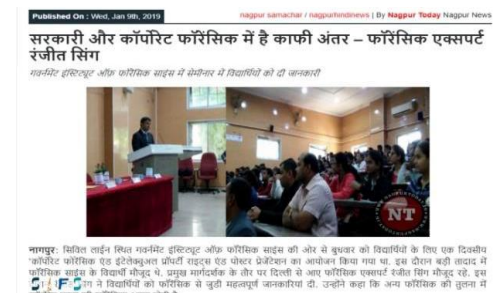 Published On : Wed, Jan 9th, 2019
nagpur samachar / nagpurhindinews | By Nagpur Today Nagpur News
सरकारी और कॉर्पोरेट फॉरेंसिक में है काफी अंतर – फॉरेंसिक एक्सपर्ट
रंजीत सिंग
गवर्नमेंट इंस्टिट्यूट ऑफ़ फॉरेंसिक साइंस में सेमीनार में विद्यार्थियों को दी जानकारी
NT
नागपुर: सिविल लाईन स्थित गवर्नमेंट इंस्टिट्यूट ऑफ फॉरेंसिक साइंस की ओर से बुधवार को विद्यार्थियों के लिए एक दिवसीय
'कॉर्पोरेट फॉरेंसिक एंड इंटेलेक्चुअल प्रॉपर्टी राइट्स एंड पोस्टर प्रेजेंटेशन का आयोजन किया गया था. इस दौरान बड़ी तादाद में
फॉरेंसिक साइंस के विद्यार्थी मौजूद थे. प्रमुख मार्गदर्शक के तौर पर दिल्ली से आए फॉरेंसिक एक्सपर्ट रंजीत सिंग मौजूद रहे. इस
ने विद्यार्थियों को फॉरेंसिक से जुडी महत्वपूर्ण जानकारियां दी. उन्होंने कहा कि अन्य फॉरेंसिक की तुलना में